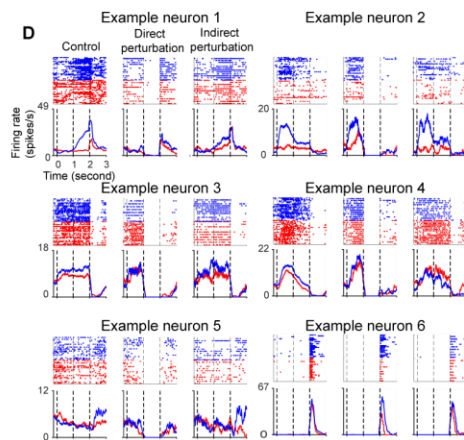 D
Example neuron 1
Example neuron 2
Control
Direct perturbation
Indirect perturbation
Firing rate (spikes/s)
49
0
0 1 2 3
Time (second)
20
0
Example neuron 3
Example neuron 4
18
0
22
0
Example neuron 5
Example neuron 6
12
0
67
0